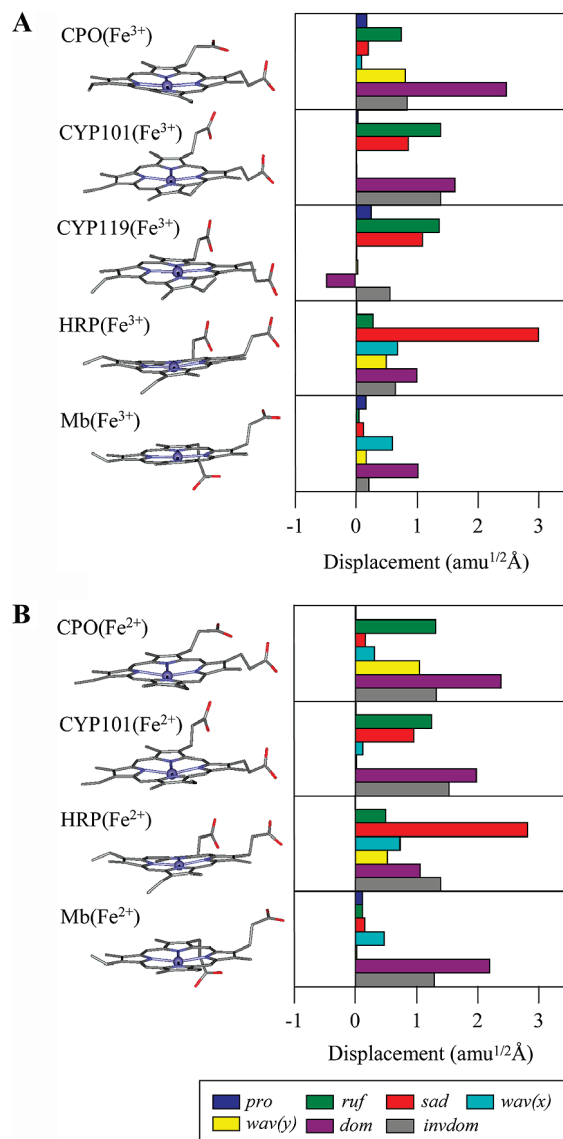 A
CPO(Fe³⁺)
CYP101(Fe³⁺)
CYP119(Fe³⁺)
HRP(Fe³⁺)
Mb(Fe³⁺)
-1 0 1 2 3
Displacement (amu¹/²Å)
B
CPO(Fe²⁺)
CYP101(Fe²⁺)
HRP(Fe²⁺)
Mb(Fe²⁺)
-1 0 1 2 3
Displacement (amu¹/²Å)
pro ruf sad wav(x)
wav(y) dom invdom